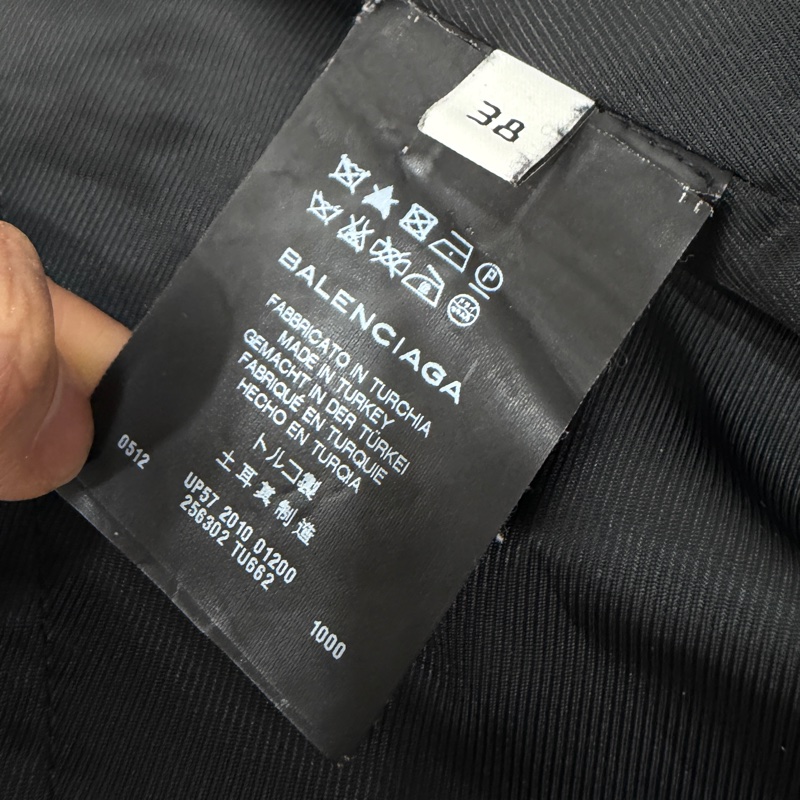 38
P
BALENCIAGA
FABBRICATO IN TURCHIA
MADE IN TURKEY
GEMACHT IN DER TÜRKEI
FABRIQUÉ EN TURQUIE
HECHO EN TURQIA
トルコ製
土耳其制造
0512
UP57 2010 01200
256302 TU662
1000